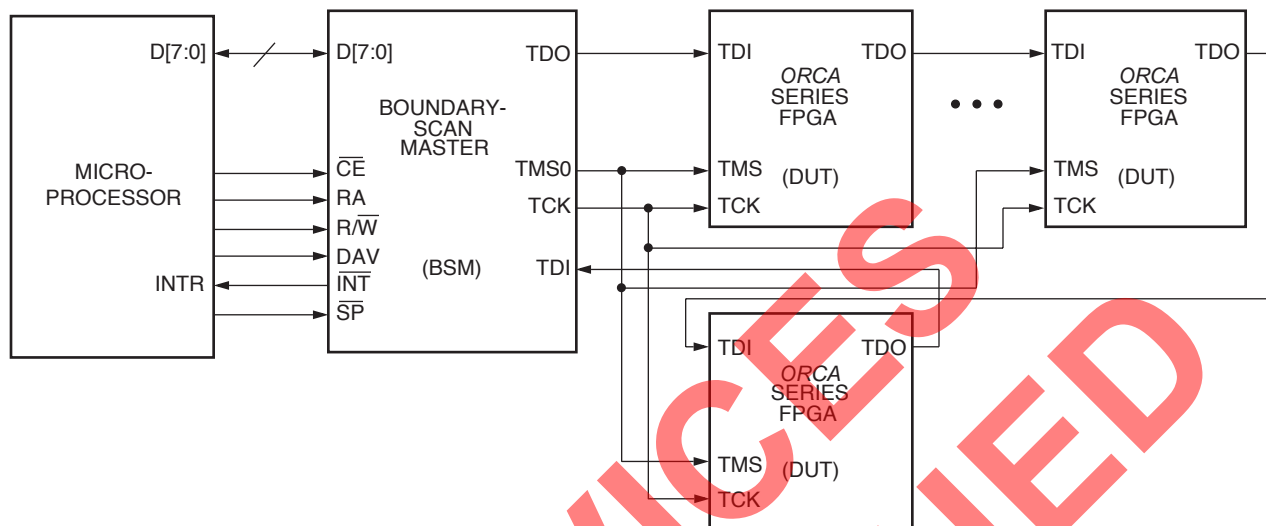 D[7:0]
MICRO-
PROCESSOR
INTR
D[7:0]
TDO
BOUNDARY-
SCAN
MASTER
TMS0
CE
RA
TCK
R/W
DAV
(BSM)
TDI
INT
SP
TDI
TDO
ORCA
SERIES
FPGA
TMS
(DUT)
TCK
TDI
TDO
ORCA
SERIES
FPGA
TMS
(DUT)
TCK
TDI
TDO
ORCA
SERIES
FPGA
TMS
(DUT)
TCK